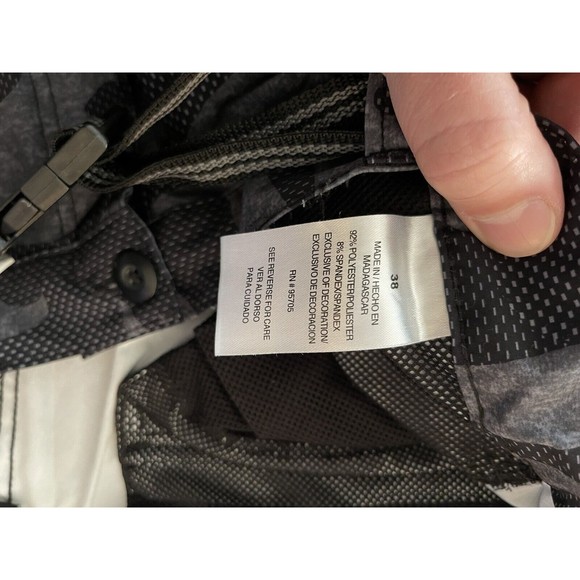 38
MADE IN / HECHO EN
MADAGASCAR
92% POLYESTER/POLIESTER
8% SPANDEX/SPANDEX
EXCLUSIVE OF DECORATION/
EXCLUSIVO DE DECORACION
RN # 95705
SEE REVERSE FOR CARE
VER AL DORSO
PARA CUIDADO